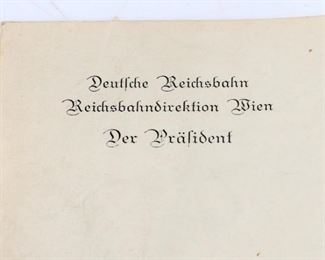 Deutſche Reichsbahn
Reichsbahndirektion Wien
Der Präſident